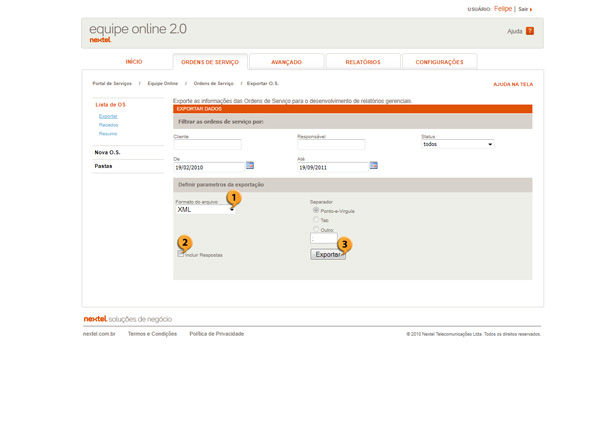 USUÁRIO: Felipe | Sair
equipe online 2.0
nextel
Ajuda ?
INÍCIO ORDENS DE SERVIÇO AVANÇADO RELATÓRIOS CONFIGURAÇÕES
Portal de Serviços / Equipe Online / Ordens de Serviço / Exportar O.S.
AJUDA NA TELA
Lista de OS
Exportar
Resumo
Nova O.S.
Pastas
Exporte as informações das Ordens de Serviço para o desenvolvimento de relatórios gerenciais.
EXPORTAR DADOS
Filtrar as ordens de serviço por:
Cliente Responsável Status
todos
De Até
19/02/2010 19/09/2011
Definir parametros da exportação
Formato do arquivo Separador
1
XML
Ponto-e-Virgula
Tab
Outro:
2
3
Incluir Respostas
Exportar
nextel. soluções de negócio
nextel.com.br Termos e Condições Política de Privacidade
© 2010 Nextel Telecomunicações Ltda. Todos os direitos reservados.